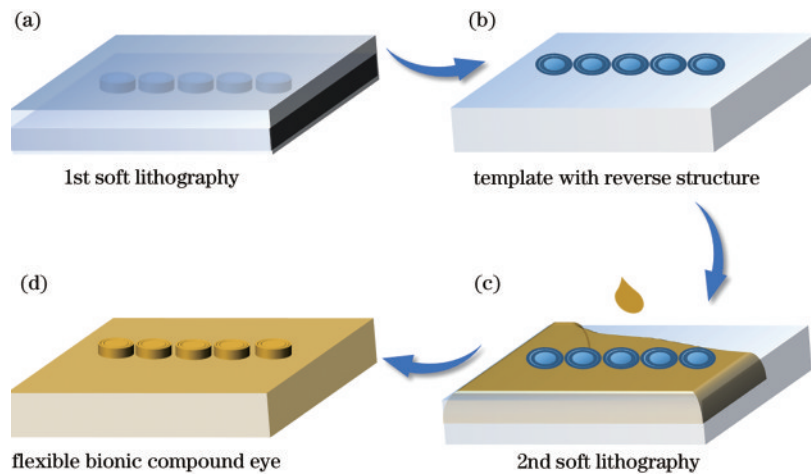 (a)
(b)
1st soft lithography
template with reverse structure
(d)
(c)
flexible bionic compound eye
2nd soft lithography